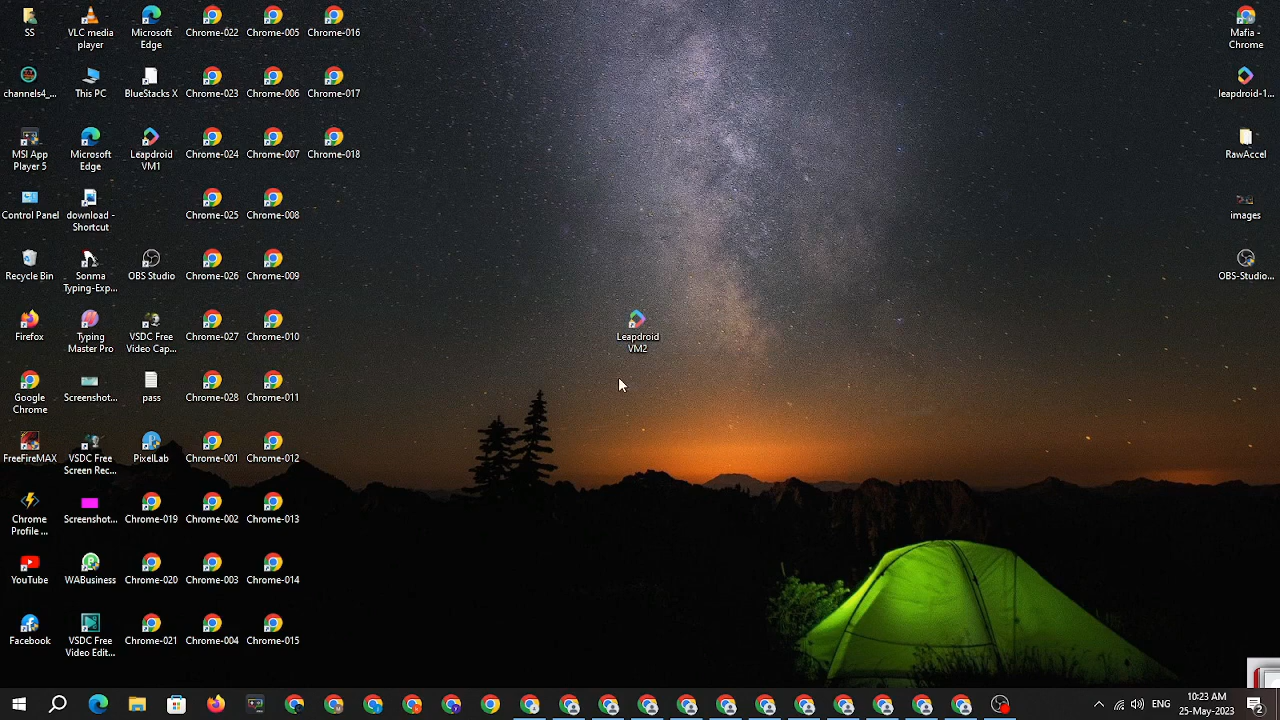 SS
VLC media
player
Microsoft
Edge
Chrome-022
Chrome-005
Chrome-016
Mafia -
Chrome
channels4_...
This PC
BlueStacks X
Chrome-023
Chrome-006
Chrome-017
leapdroid-1...
MSI App
Player 5
Microsoft
Edge
Leapdroid
VM1
Chrome-024
Chrome-007
Chrome-018
RawAccel
Control Panel
download -
Shortcut
Chrome-025
Chrome-008
images
Recycle Bin
Sonma
Typing-Exp...
OBS Studio
Chrome-026
Chrome-009
OBS-Studio...
Firefox
Typing
Master Pro
VSDC Free
Video Cap...
Chrome-027
Chrome-010
Leapdroid
VM2
Google
Chrome
Screenshot...
pass
Chrome-028
Chrome-011
FreeFireMAX
VSDC Free
Screen Rec...
PixelLab
Chrome-001
Chrome-012
Chrome
Profile ...
Screenshot...
Chrome-019
Chrome-002
Chrome-013
YouTube
WABusiness
Chrome-020
Chrome-003
Chrome-014
Facebook
VSDC Free
Video Edit...
Chrome-021
Chrome-004
Chrome-015
ENG
10:23 AM
25-May-2023
2